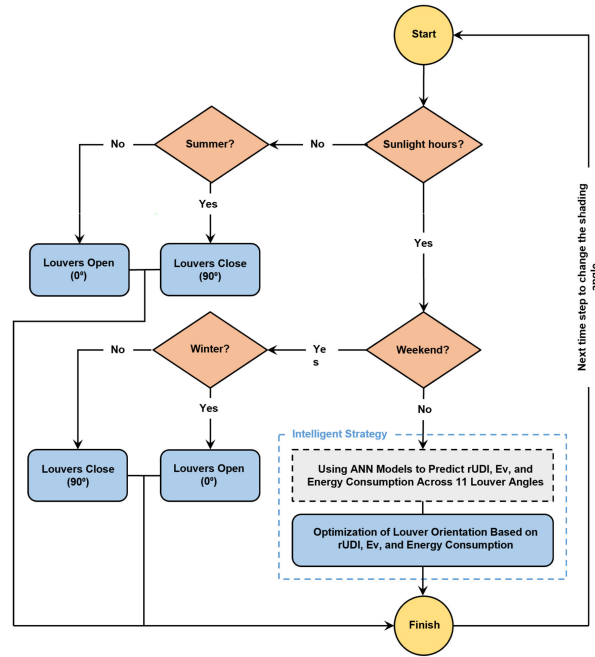 Start
Sunlight hours?
No
Summer?
No
Yes
Louvers Open
(0°)
Louvers Close
(90°)
Yes
Weekend?
Ye
s
Winter?
No
Yes
Louvers Close
(90°)
Louvers Open
(0°)
No
Intelligent Strategy
Using ANN Models to Predict rUDI, Ev, and
Energy Consumption Across 11 Louver Angles
Optimization of Louver Orientation Based on
rUDI, Ev, and Energy Consumption
Finish
Next time step to change the shading
angle